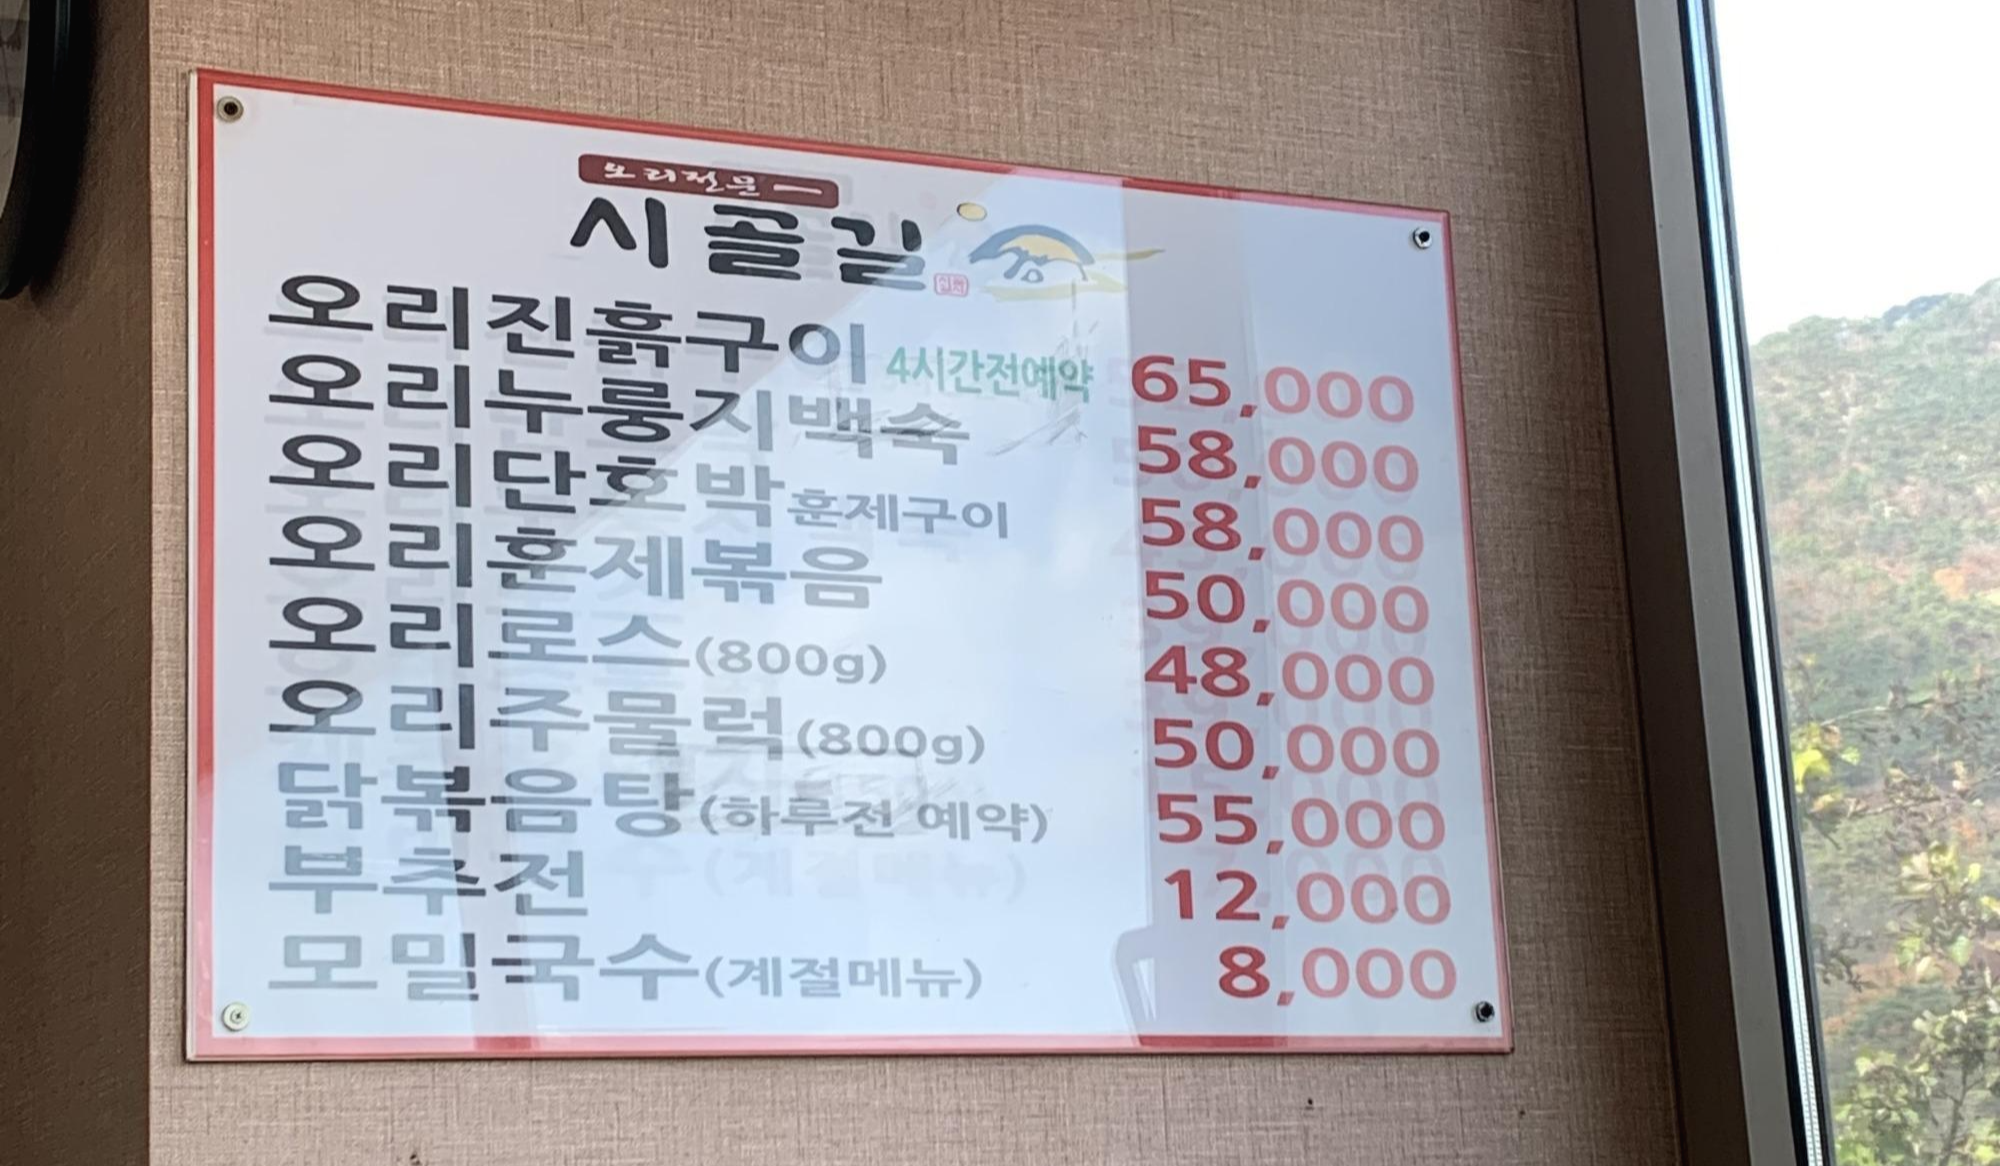 오리전문
시골길
오리진흙구이 4시간전예약 65,000
오리누룽지백숙 58,000
오리단호박훈제구이 58,000
오리훈제볶음 50,000
오리로스(800g) 48,000
오리주물럭(800g) 50,000
닭볶음탕(하루전 예약) 55,000
부추전 12,000
모밀국수(계절메뉴) 8,000